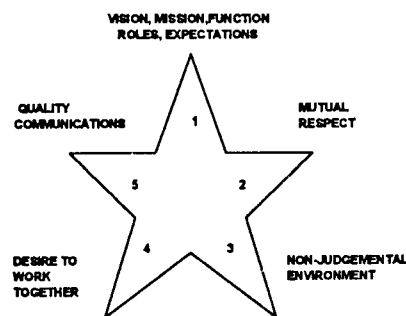 VISION, MISSION,FUNCTION
ROLES, EXPECTATIONS
QUALITY
COMMUNICATIONS
MUTUAL
RESPECT
1
5
2
4
3
DESIRE TO
WORK
TOGETHER
NON-JUDGEMENTAL
ENVIRONMENT